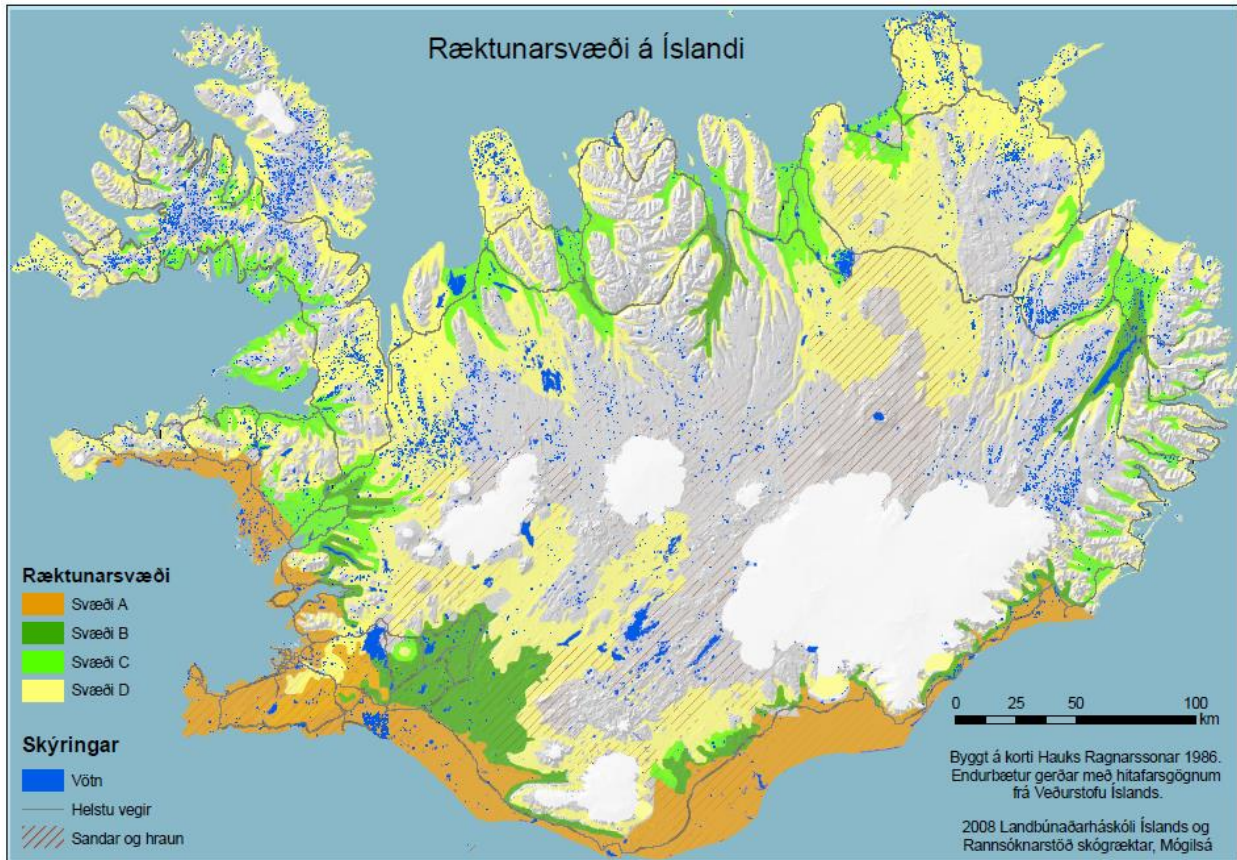 Ræktunarsvæði á Íslandi
Ræktunarsvæði
Svæði A
Svæði B
Svæði C
Svæði D
Skýringar
Vötn
Helstu vegir
Sandar og hraun
0 25 50 100
km
Byggt á korti Hauks Ragnarssonar 1986.
Endurbætur gerðar með hitafarsgögnum
frá Veðurstofu Íslands.
2008 Landbúnaðarháskóli Íslands og
Rannsóknarstöð skógræktar, Mógilsá